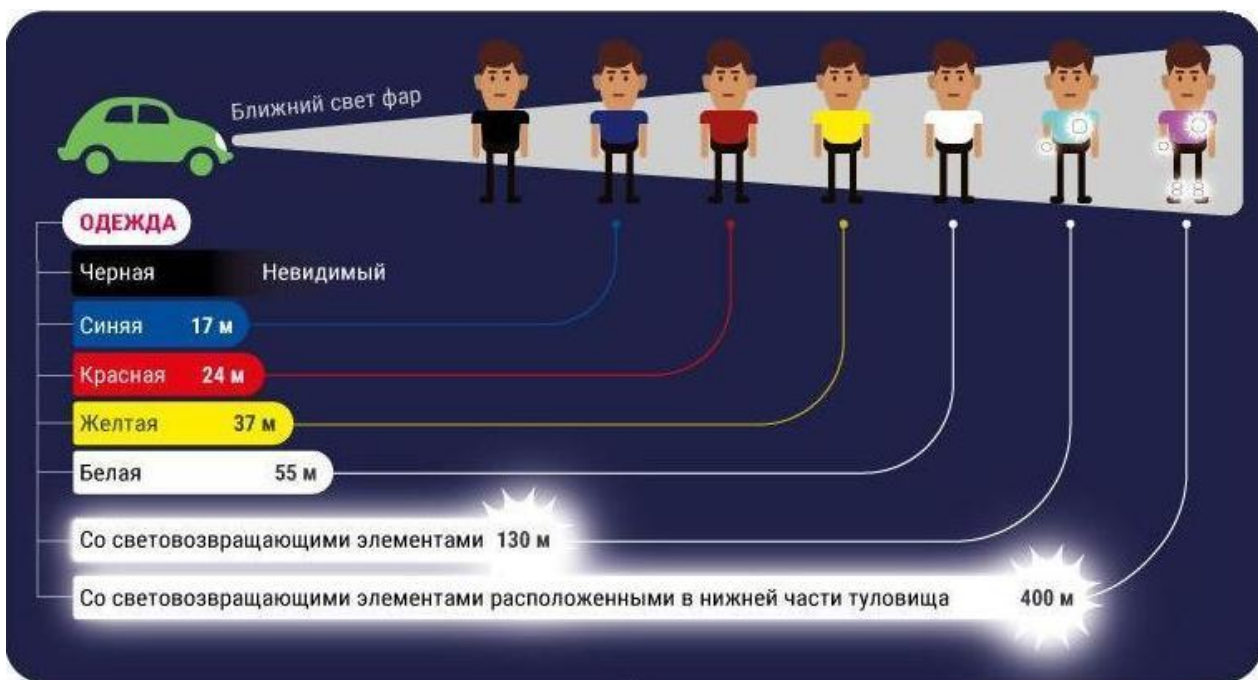 Ближний свет фар
ОДЕЖДА
Черная Невидимый
Синяя 17 м
Красная 24 м
Желтая 37 м
Белая 55 м
Со световозвращающими элементами 130 м
Со световозвращающими элементами расположенными в нижней части туловища 400 м